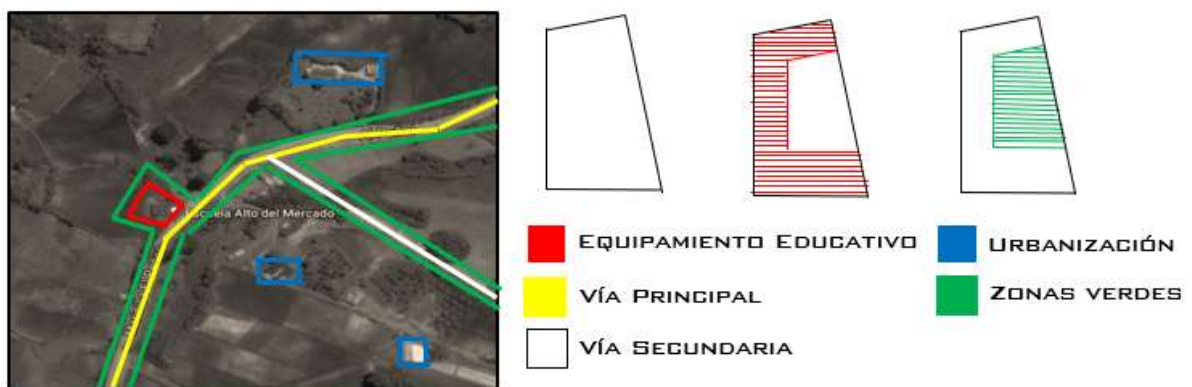 Escuela Alto del Mercado
EQUIPAMIENTO EDUCATIVO
VÍA PRINCIPAL
VÍA SECUNDARIA
URBANIZACIÓN
ZONAS VERDES